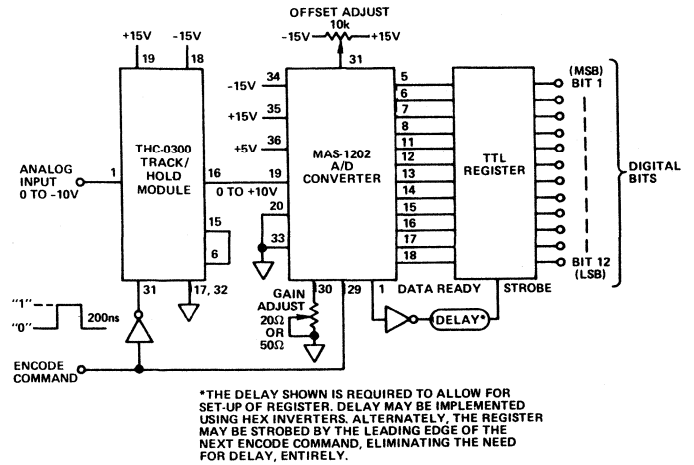 OFFSET ADJUST
10k
-15V
+15V
+15V
-15V
19
18
31
THC-0300
TRACK/
HOLD
MODULE
ANALOG
INPUT
0 TO -10V
1
16
0 TO +10V
15
6
31
17, 32
-15V
34
+15V
35
+5V
36
19
20
33
MAS-1202
A/D
CONVERTER
5
6
7
8
11
12
13
14
15
16
17
18
TTL
REGISTER
(MSB)
BIT 1
DIGITAL
BITS
BIT 12
(LSB)
30
29
1
DATA READY
STROBE
GAIN
ADJUST
20Ω
OR
50Ω
DELAY*
"1"
"0"
200ns
ENCODE
COMMAND
*THE DELAY SHOWN IS REQUIRED TO ALLOW FOR
SET-UP OF REGISTER. DELAY MAY BE IMPLEMENTED
USING HEX INVERTERS. ALTERNATELY, THE REGISTER
MAY BE STROBED BY THE LEADING EDGE OF THE
NEXT ENCODE COMMAND, ELIMINATING THE NEED
FOR DELAY, ENTIRELY.